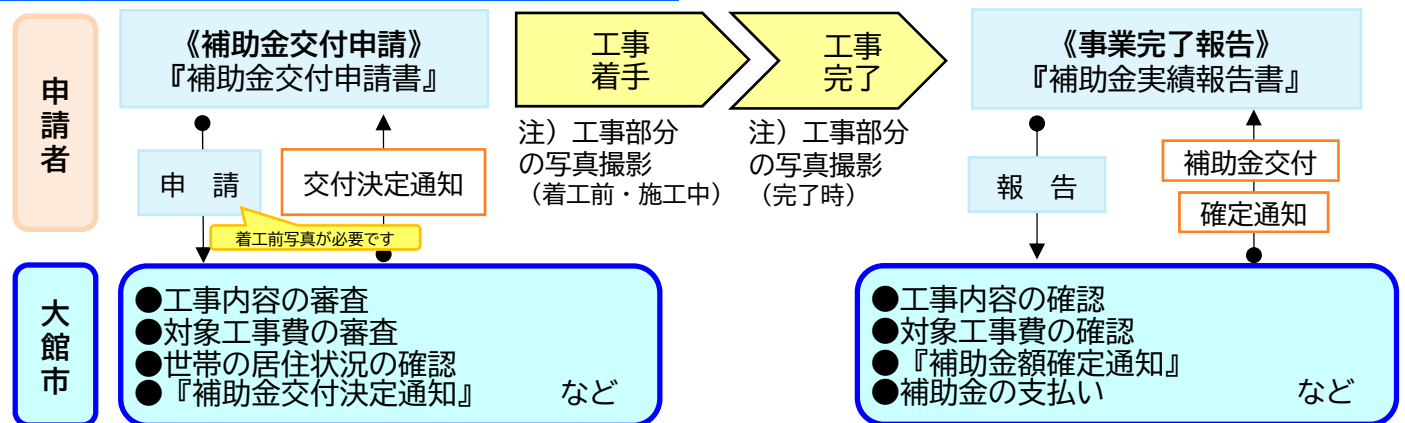 申請者
《補助金交付申請》
『補助金交付申請書』
申　請
交付決定通知
着工前写真が必要です
工事
着手
注）工事部分
の写真撮影
（着工前・施工中）
工事
完了
注）工事部分
の写真撮影
（完了時）
《事業完了報告》
『補助金実績報告書』
報　告
補助金交付
確定通知
大館市
●工事内容の審査
●対象工事費の審査
●世帯の居住状況の確認
●『補助金交付決定通知』　　など
●工事内容の確認
●対象工事費の確認
●『補助金額確定通知』
●補助金の支払い　　など